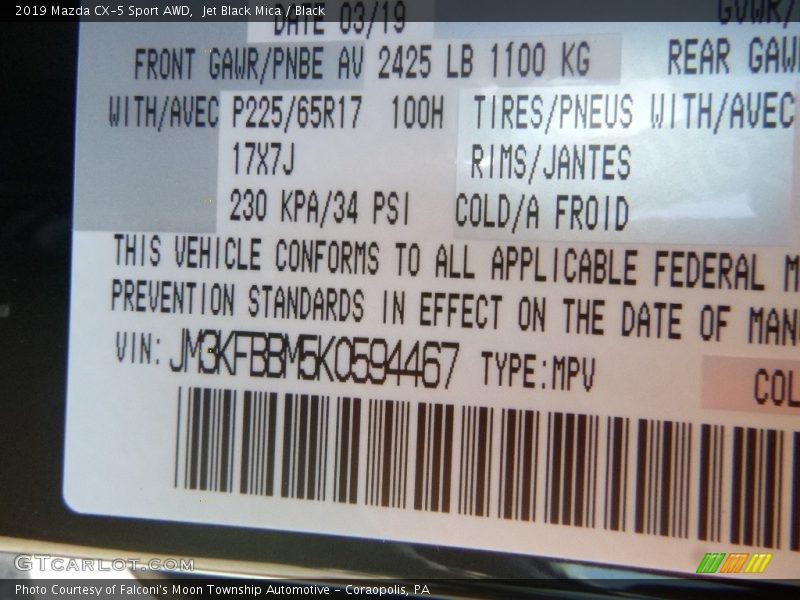 2019 Mazda CX-5 Sport AWD,  Jet Black Mica / Black
DATE 03/19 GVWR/
FRONT GAWR/PNBE AV 2425 LB 1100 KG REAR GAW
WITH/AVEC P225/65R17 100H TIRES/PNEUS WITH/AVEC
17X7J RIMS/JANTES
230 KPA/34 PSI COLD/A FROID
THIS VEHICLE CONFORMS TO ALL APPLICABLE FEDERAL M
PREVENTION STANDARDS IN EFFECT ON THE DATE OF MAN
VIN: JM3KFBBM5K0594467 TYPE:MPV COL
GTCARLOT.COM
Photo Courtesy of Falconi's Moon Township Automotive - Coraopolis, PA